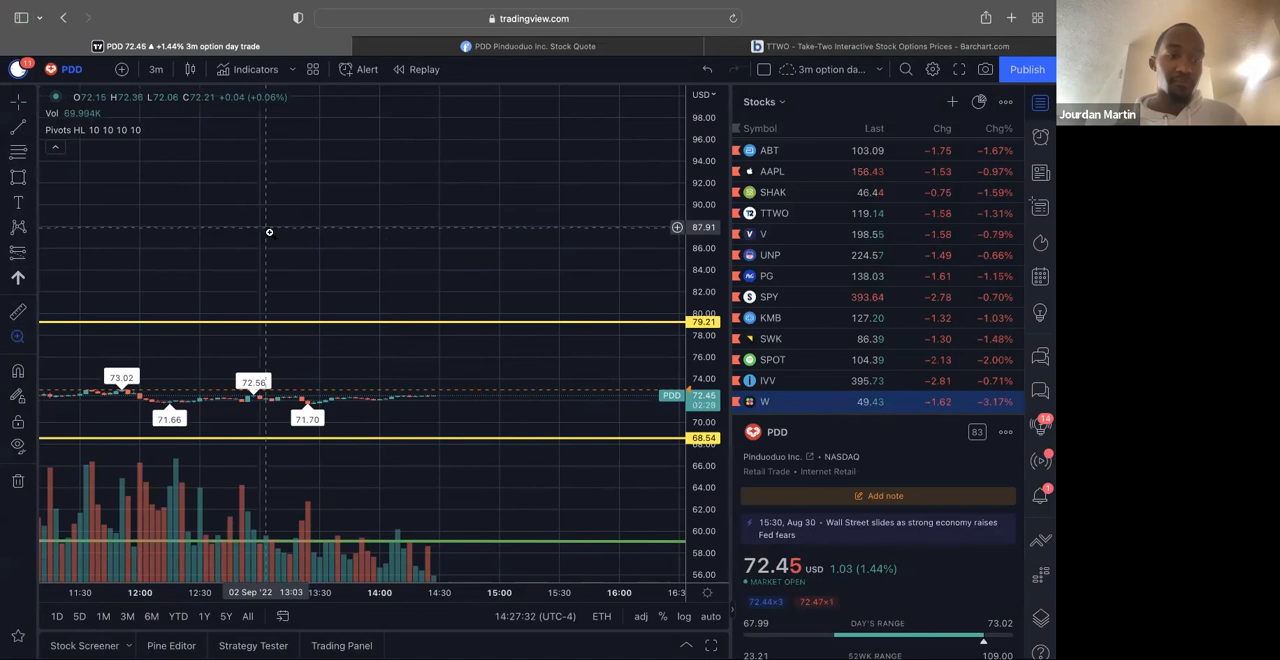 tradingview.com
PDD 72.45 ▲ +1.44% 3m option day trade
PDD Pinduoduo Inc. Stock Quote
TTWO - Take-Two Interactive Stock Options Prices - Barchart.com
11
PDD
3m
Indicators
Alert
Replay
3m option da...
Publish
O72.15 H72.36 L72.06 C72.21 +0.04 (+0.06%)
Vol 69.994K
Pivots HL 10 10 10 10
USD
98.00
96.00
94.00
92.00
90.00
87.91
86.00
84.00
82.00
80.00
79.21
78.00
76.00
74.00
PDD 72.45
02:28
70.00
68.54
68.00
66.00
64.00
62.00
60.00
58.00
56.00
73.02
72.56
71.66
71.70
11:30
12:00
12:30
02 Sep '22 13:03
13:30
14:00
14:30
15:00
15:30
16:00
16:3
1D 5D 1M 3M 6M YTD 1Y 5Y All
14:27:32 (UTC-4)
ETH
adj % log auto
Stock Screener
Pine Editor
Strategy Tester
Trading Panel
Stocks
Symbol Last Chg Chg%
ABT 103.09 −1.75 −1.67%
AAPL 156.43 −1.53 −0.97%
SHAK 46.44 −0.75 −1.59%
TTWO 119.14 −1.58 −1.31%
V 198.55 −1.58 −0.79%
UNP 224.57 −1.49 −0.66%
PG 138.03 −1.61 −1.15%
SPY 393.64 −2.78 −0.70%
KMB 127.20 −1.32 −1.03%
SWK 86.39 −1.30 −1.48%
SPOT 104.39 −2.13 −2.00%
IVV 395.73 −2.81 −0.71%
W 49.43 −1.62 −3.17%
PDD
83
Pinduoduo Inc. • NASDAQ
Retail Trade • Internet Retail
Add note
15:30, Aug 30 • Wall Street slides as strong economy raises
Fed fears
72.45 USD 1.03 (1.44%)
MARKET OPEN
72.44×3 72.47×1
67.99 DAY'S RANGE 73.02
23.21 52WK RANGE 109.00
14
1
Jourdan Martin